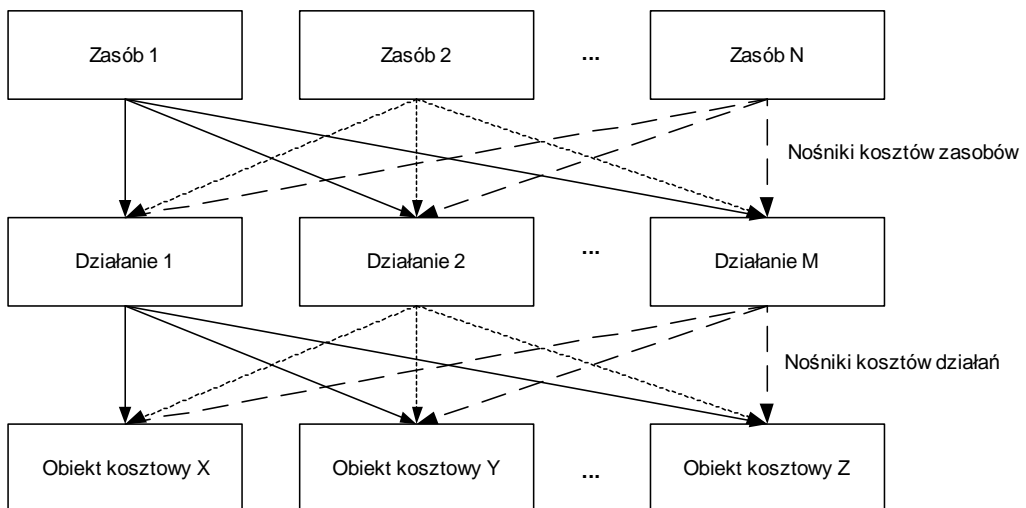 Zasób 1
Zasób 2
...
Zasób N
Nośniki kosztów zasobów
Działanie 1
Działanie 2
...
Działanie M
Nośniki kosztów działań
Obiekt kosztowy X
Obiekt kosztowy Y
...
Obiekt kosztowy Z